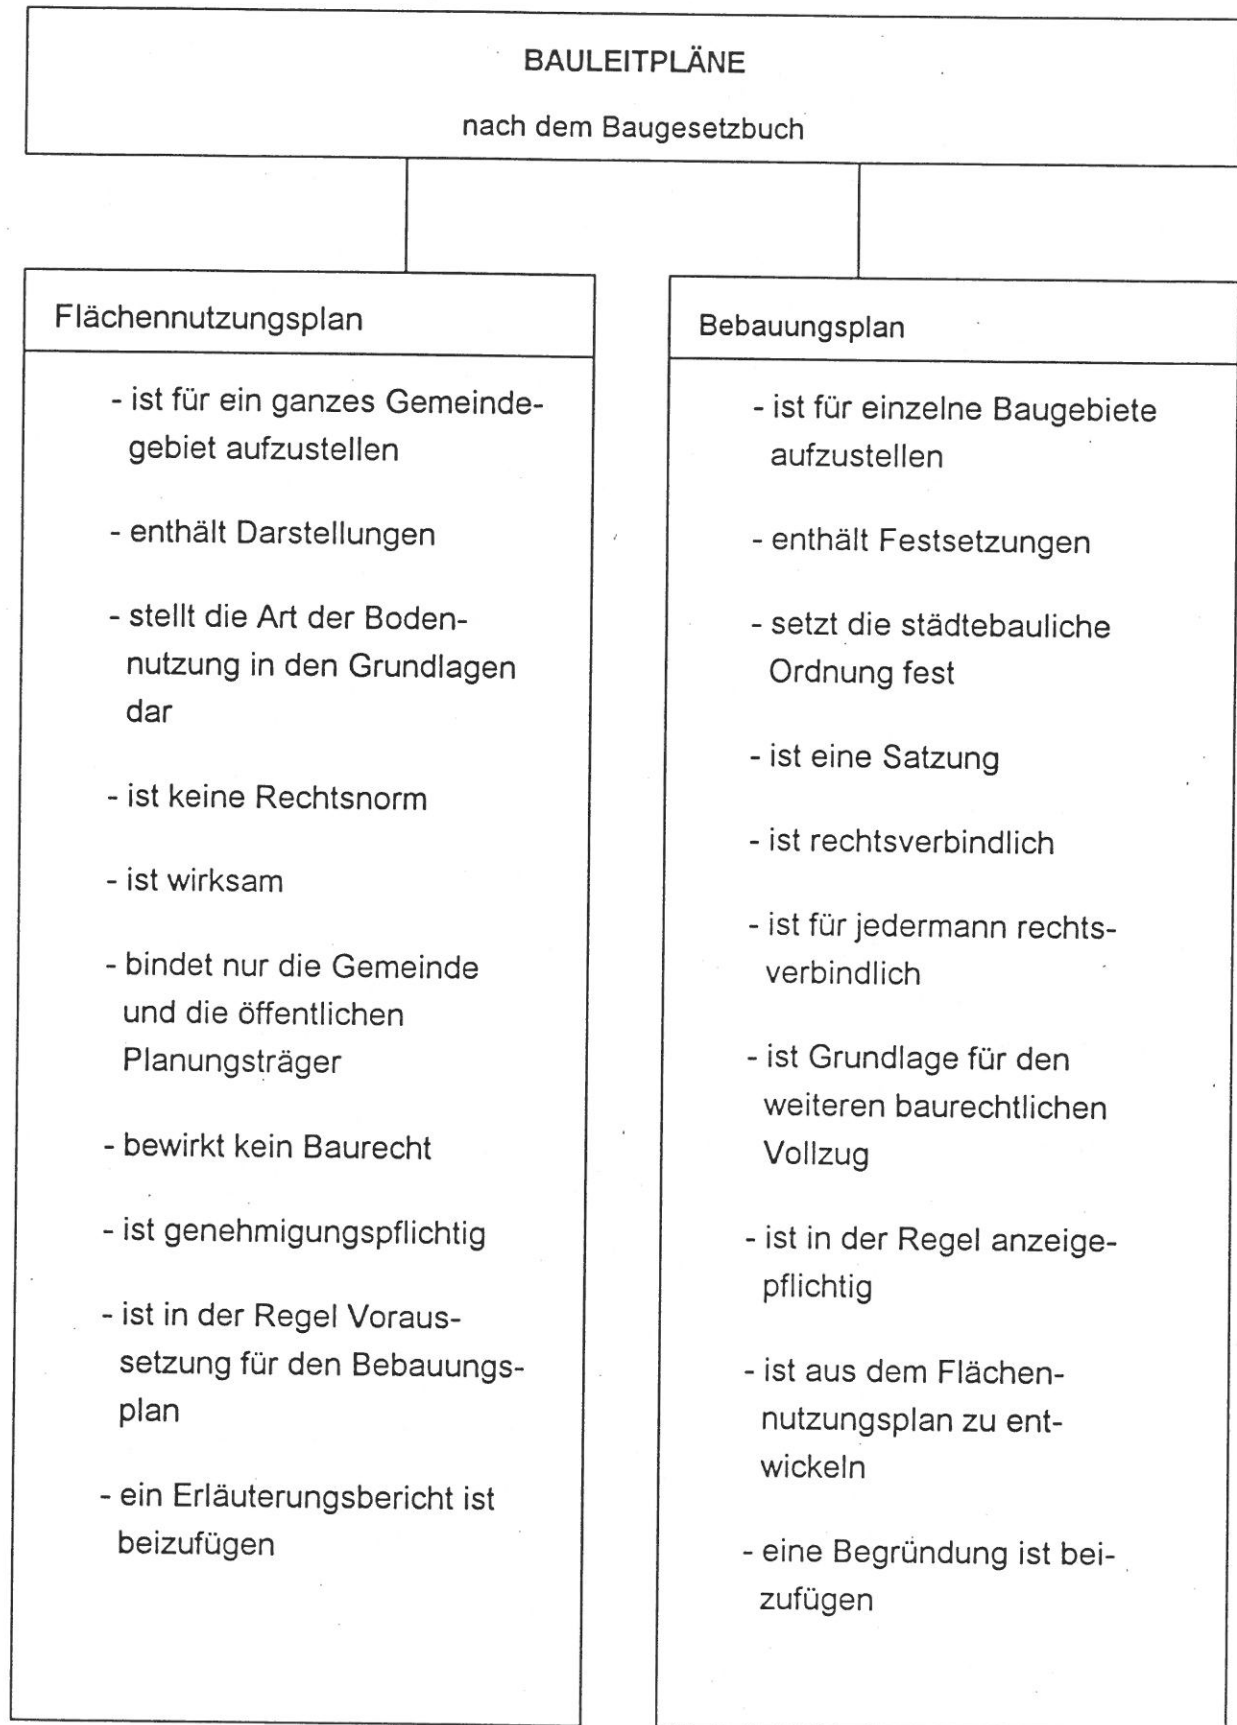 BAULEITPLÄNE
nach dem Baugesetzbuch
Flächennutzungsplan
- ist für ein ganzes Gemeinde-
gebiet aufzustellen
- enthält Darstellungen
- stellt die Art der Boden-
nutzung in den Grundlagen
dar
- ist keine Rechtsnorm
- ist wirksam
- bindet nur die Gemeinde
und die öffentlichen
Planungsträger
- bewirkt kein Baurecht
- ist genehmigungspflichtig
- ist in der Regel Voraus-
setzung für den Bebauungs-
plan
- ein Erläuterungsbericht ist
beizufügen
Bebauungsplan
- ist für einzelne Baugebiete
aufzustellen
- enthält Festsetzungen
- setzt die städtebauliche
Ordnung fest
- ist eine Satzung
- ist rechtsverbindlich
- ist für jedermann rechts-
verbindlich
- ist Grundlage für den
weiteren baurechtlichen
Vollzug
- ist in der Regel anzeige-
pflichtig
- ist aus dem Flächen-
nutzungsplan zu ent-
wickeln
- eine Begründung ist bei-
zufügen